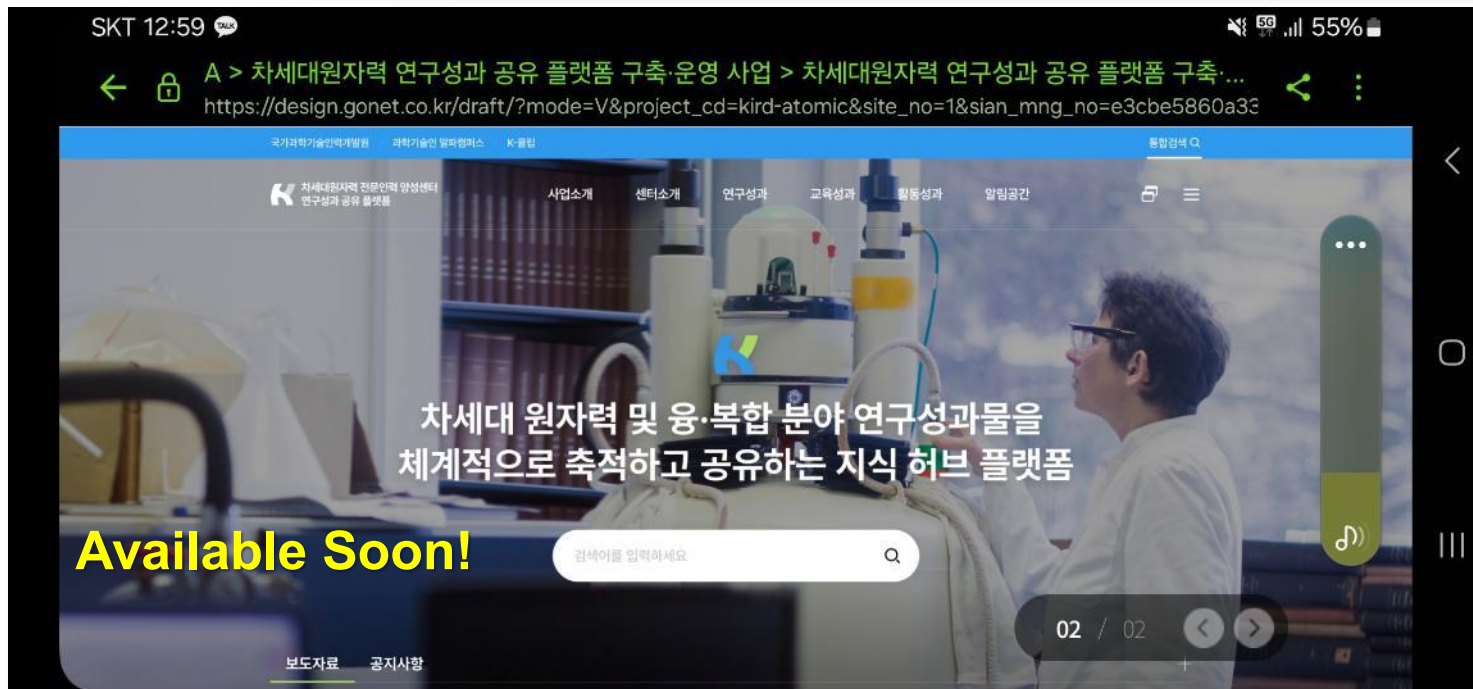 SKT 12:59 TALK
5G 55%
A > 차세대원자력 연구성과 공유 플랫폼 구축·운영 사업 > 차세대원자력 연구성과 공유 플랫폼 구축·...
https://design.gonet.co.kr/draft/?mode=V&project_cd=kird-atomic&site_no=1&sian_mng_no=e3cbe5860a33
국가과학기술인력개발원 과학기술인 알파캠퍼스 K-클립 통합검색
차세대원자력 전문인력 양성센터
연구성과 공유 플랫폼
사업소개 센터소개 연구성과 교육성과 활동성과 알림공간
차세대 원자력 및 융·복합 분야 연구성과물을
체계적으로 축적하고 공유하는 지식 허브 플랫폼
Available Soon!
검색어를 입력하세요
02 / 02
보도자료 공지사항